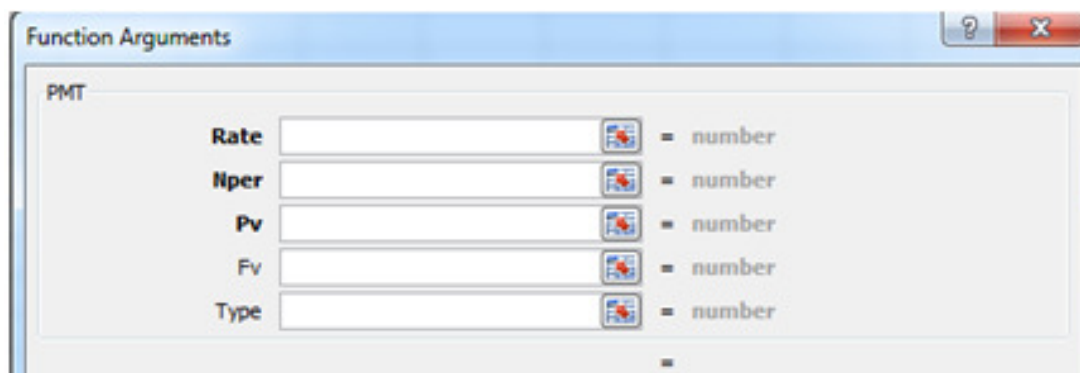 Function Arguments ?
PMT
Rate = number
Nper = number
Pv = number
Fv = number
Type = number
=